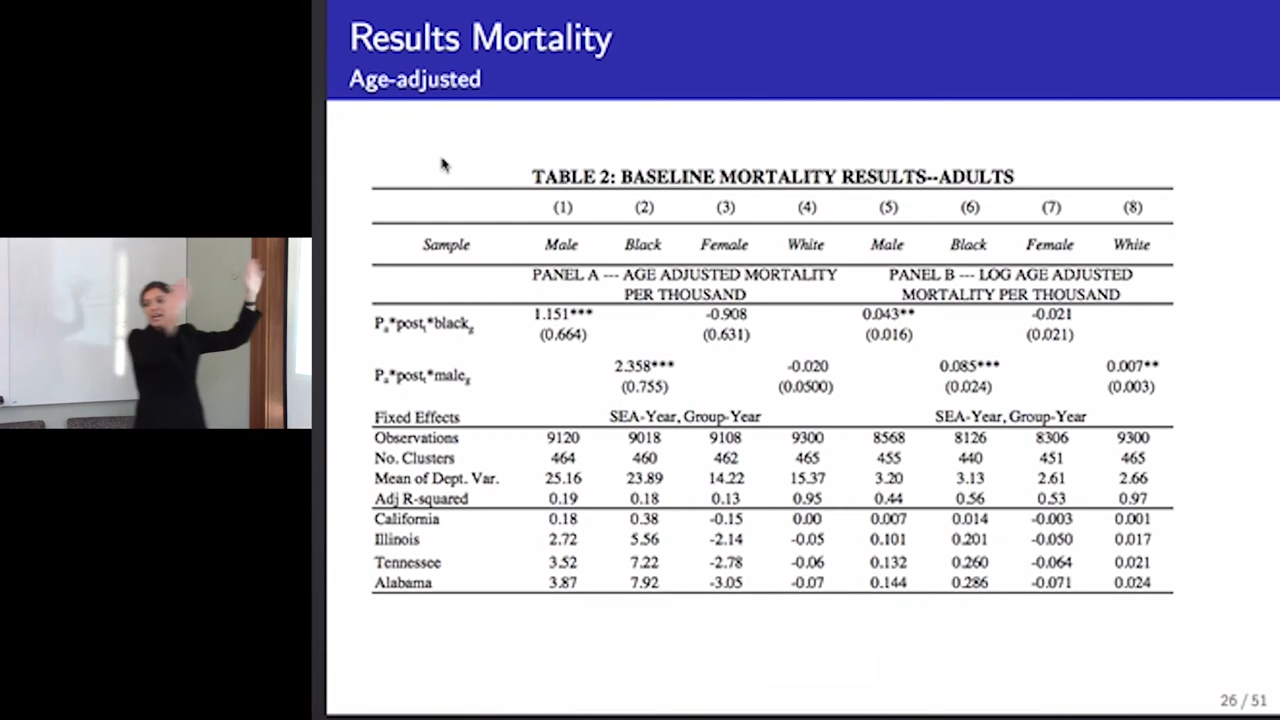 Results Mortality
Age-adjusted
TABLE 2: BASELINE MORTALITY RESULTS--ADULTS
(1) (2) (3) (4) (5) (6) (7) (8)
Sample Male Black Female White Male Black Female White
PANEL A --- AGE ADJUSTED MORTALITY PER THOUSAND PANEL B --- LOG AGE ADJUSTED MORTALITY PER THOUSAND
1.151*** -0.908 0.043** -0.021
Pₐ*postₜ*black_g
(0.664) (0.631) (0.016) (0.021)
2.358*** -0.020 0.085*** 0.007**
Pₐ*postₜ*male_g
(0.755) (0.0500) (0.024) (0.003)
Fixed Effects SEA-Year, Group-Year SEA-Year, Group-Year
Observations 9120 9018 9108 9300 8568 8126 8306 9300
No. Clusters 464 460 462 465 455 440 451 465
Mean of Dept. Var. 25.16 23.89 14.22 15.37 3.20 3.13 2.61 2.66
Adj R-squared 0.19 0.18 0.13 0.95 0.44 0.56 0.53 0.97
California 0.18 0.38 -0.15 0.00 0.007 0.014 -0.003 0.001
Illinois 2.72 5.56 -2.14 -0.05 0.101 0.201 -0.050 0.017
Tennessee 3.52 7.22 -2.78 -0.06 0.132 0.260 -0.064 0.021
Alabama 3.87 7.92 -3.05 -0.07 0.144 0.286 -0.071 0.024
26 / 51